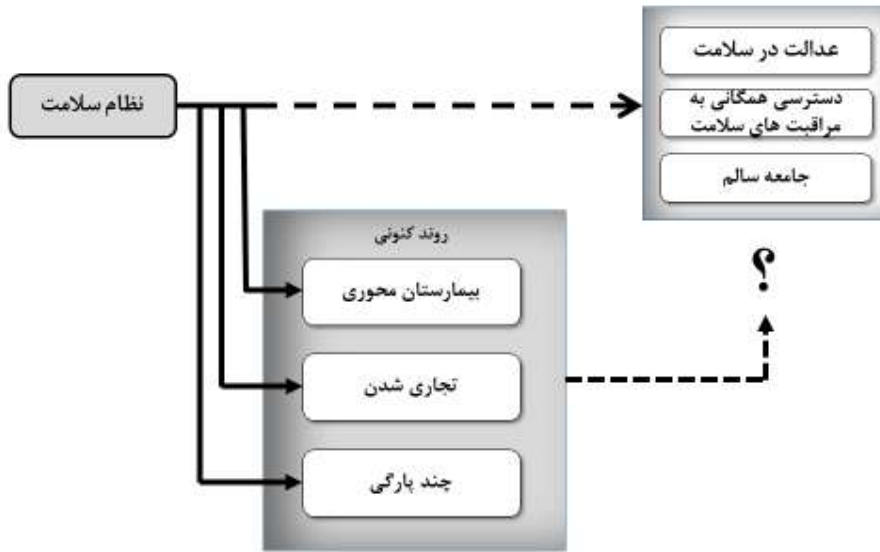 عدالت در سلامت
دسترسی همگانی به
مراقبت های سلامت
جامعه سالم
نظام سلامت
روند کنونی
بیمارستان محوری
تجاری شدن
چند پارگی
؟